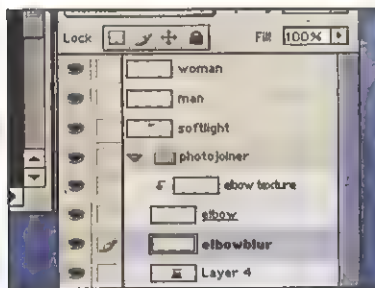 Lock Fill 100%
woman
man
softlight
photojoiner
elbow texture
elbow
elbowblur
Layer 4